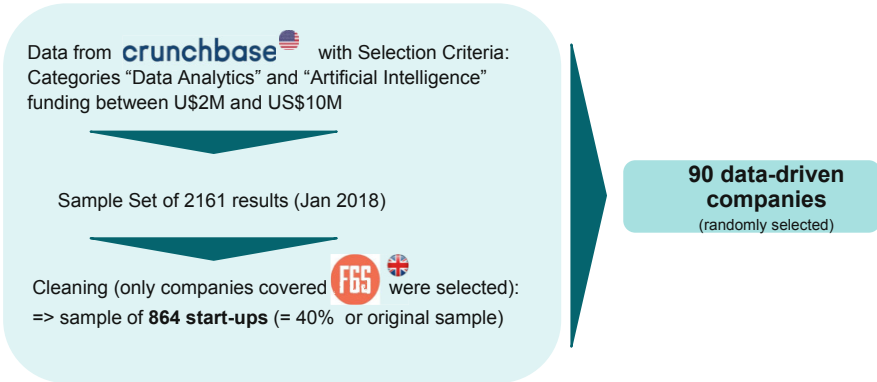 Data from crunchbase with Selection Criteria:
Categories “Data Analytics” and “Artificial Intelligence”
funding between U$2M and US$10M
Sample Set of 2161 results (Jan 2018)
Cleaning (only companies covered F6S were selected):
=> sample of 864 start-ups (= 40% or original sample)
90 data-driven
companies
(randomly selected)